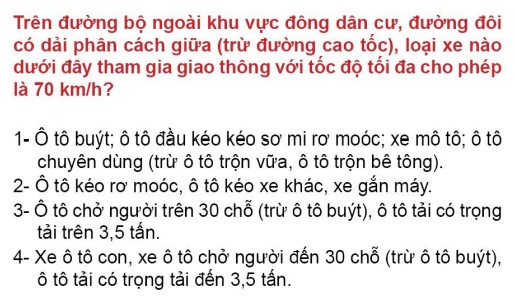 Trên đường bộ ngoài khu vực đông dân cư, đường đôi
có dải phân cách giữa (trừ đường cao tốc), loại xe nào
dưới đây tham gia giao thông với tốc độ tối đa cho phép
là 70 km/h?
1- Ô tô buýt; ô tô đầu kéo kéo sơ mi rơ moóc; xe mô tô; ô tô
chuyên dùng (trừ ô tô trộn vữa, ô tô trộn bê tông).
2- Ô tô kéo rơ moóc, ô tô kéo xe khác, xe gắn máy.
3- Ô tô chở người trên 30 chỗ (trừ ô tô buýt), ô tô tải có trọng
tải trên 3,5 tấn.
4- Xe ô tô con, xe ô tô chở người đến 30 chỗ (trừ ô tô buýt),
ô tô tải có trọng tải đến 3,5 tấn.